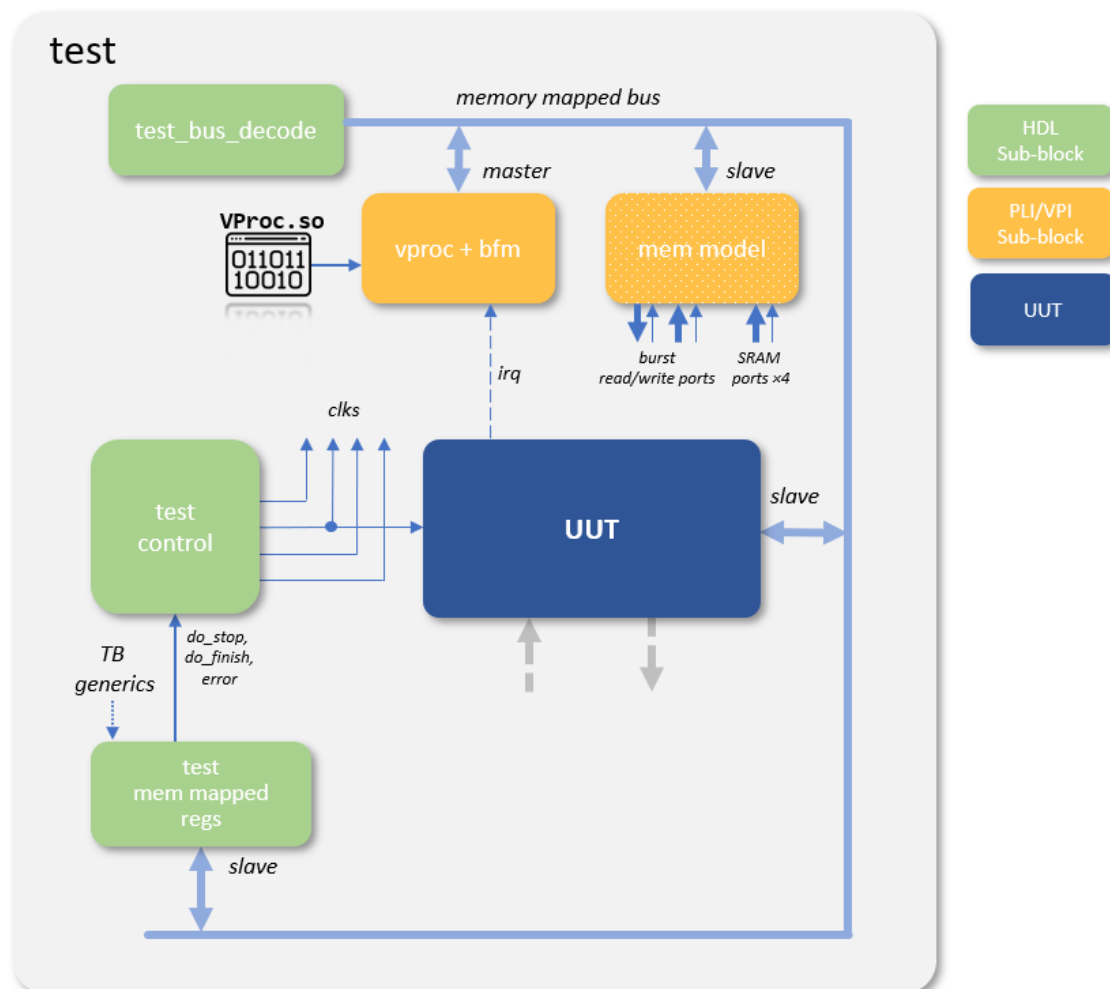 test
memory mapped bus
test_bus_decode
HDL
Sub-block
master
slave
VProc.so
011011
10010
vproc + bfm
mem model
PLI/VPI
Sub-block
UUT
irq
burst
read/write ports
SRAM
ports ×4
clks
test
control
UUT
slave
do_stop,
do_finish,
error
TB
generics
test
mem mapped
regs
slave